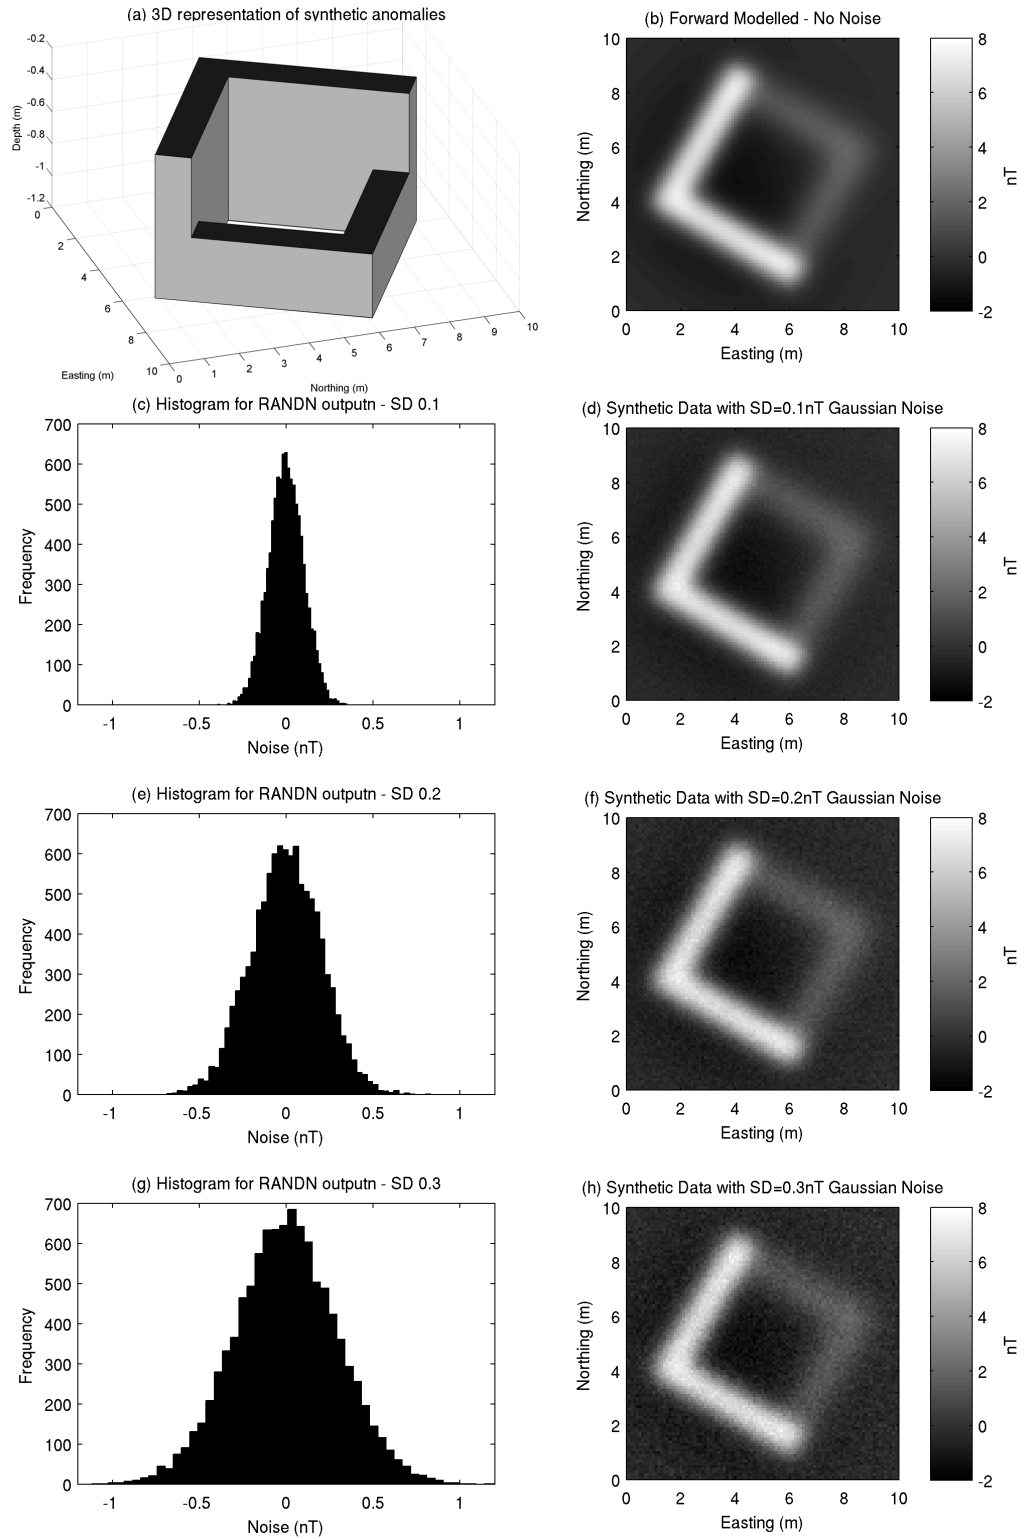 (a) 3D representation of synthetic anomalies
-0.2
-0.4
-0.6
-0.8
-1
-1.2
Depth (m)
0
2
4
6
8
10
Easting (m)
0
1
2
3
4
5
6
7
8
9
10
Northing (m)
(b) Forward Modelled - No Noise
10
8
6
4
2
0
Northing (m)
0 2 4 6 8 10
Easting (m)
8
6
4
2
0
-2
nT
(c) Histogram for RANDN outputn - SD 0.1
700
600
500
400
300
200
100
0
Frequency
-1 -0.5 0 0.5 1
Noise (nT)
(d) Synthetic Data with SD=0.1nT Gaussian Noise
10
8
6
4
2
0
Northing (m)
0 2 4 6 8 10
Easting (m)
8
6
4
2
0
-2
nT
(e) Histogram for RANDN outputn - SD 0.2
700
600
500
400
300
200
100
0
Frequency
-1 -0.5 0 0.5 1
Noise (nT)
(f) Synthetic Data with SD=0.2nT Gaussian Noise
10
8
6
4
2
0
Northing (m)
0 2 4 6 8 10
Easting (m)
8
6
4
2
0
-2
nT
(g) Histogram for RANDN outputn - SD 0.3
700
600
500
400
300
200
100
0
Frequency
-1 -0.5 0 0.5 1
Noise (nT)
(h) Synthetic Data with SD=0.3nT Gaussian Noise
10
8
6
4
2
0
Northing (m)
0 2 4 6 8 10
Easting (m)
8
6
4
2
0
-2
nT